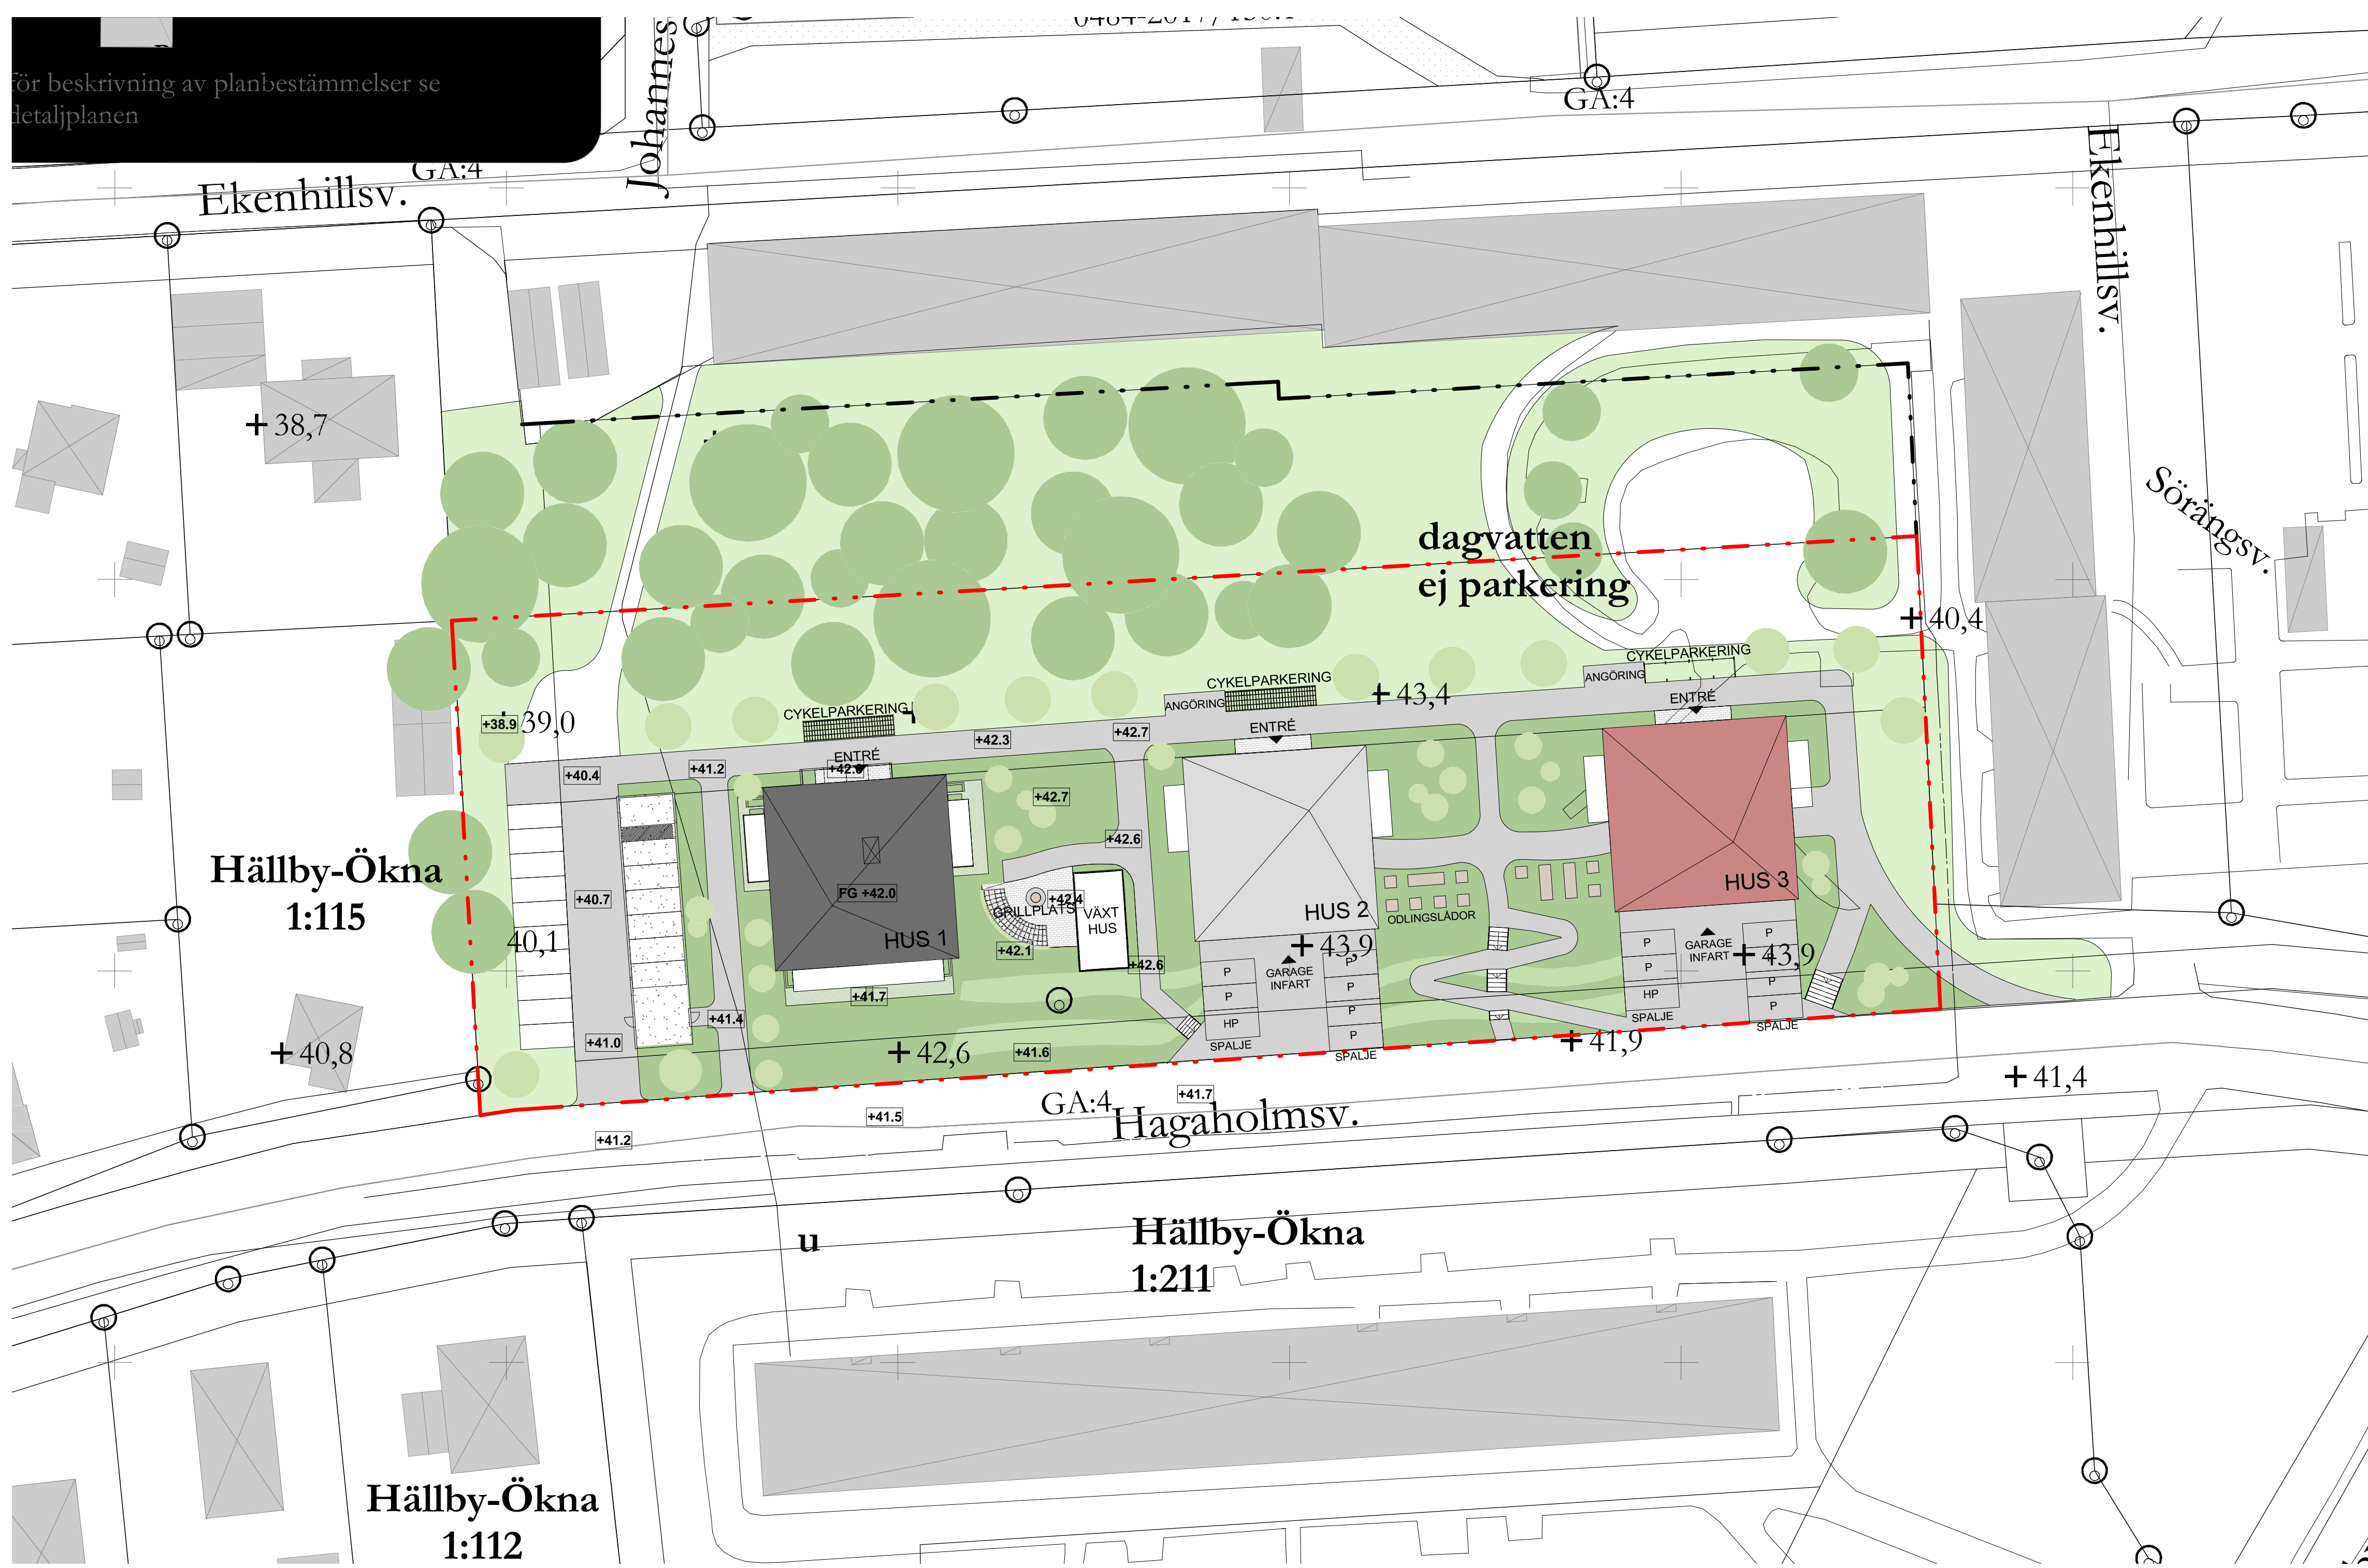 för beskrivning av planbestämmelser se
detaljplanen
Johannes
GA:4
GA:4
Ekenhillsv.
Ekenhillsv.
Sörängsv.
+ 38,7
dagvatten
ej parkering
+ 40,4
CYKELPARKERING
CYKELPARKERING
CYKELPARKERING
ANGÖRING
ANGÖRING
+ 43,4
ENTRÉ
ENTRÉ
ENTRÉ
+38.9
39,0
+42.3
+42.7
+40.4
+41.2
+42.7
+42.6
Hällby-Ökna
1:115
+40.7
FG +42.0
+42.4
GRILLPLATS
VÄXT
HUS
HUS 1
HUS 2
HUS 3
ODLINGSLÅDOR
40,1
+42.1
+42.6
+ 43,9
+ 43,9
GARAGE
INFART
GARAGE
INFART
P
P
HP
SPALJE
P
P
P
P
SPALJE
P
P
HP
SPALJE
P
P
P
SPALJE
+41.7
+41.4
+41.0
+ 40,8
+ 42,6
+41.6
+ 41,9
+ 41,4
GA:4
+41.7
+41.5
+41.2
Hagaholmsv.
u
Hällby-Ökna
1:211
Hällby-Ökna
1:112